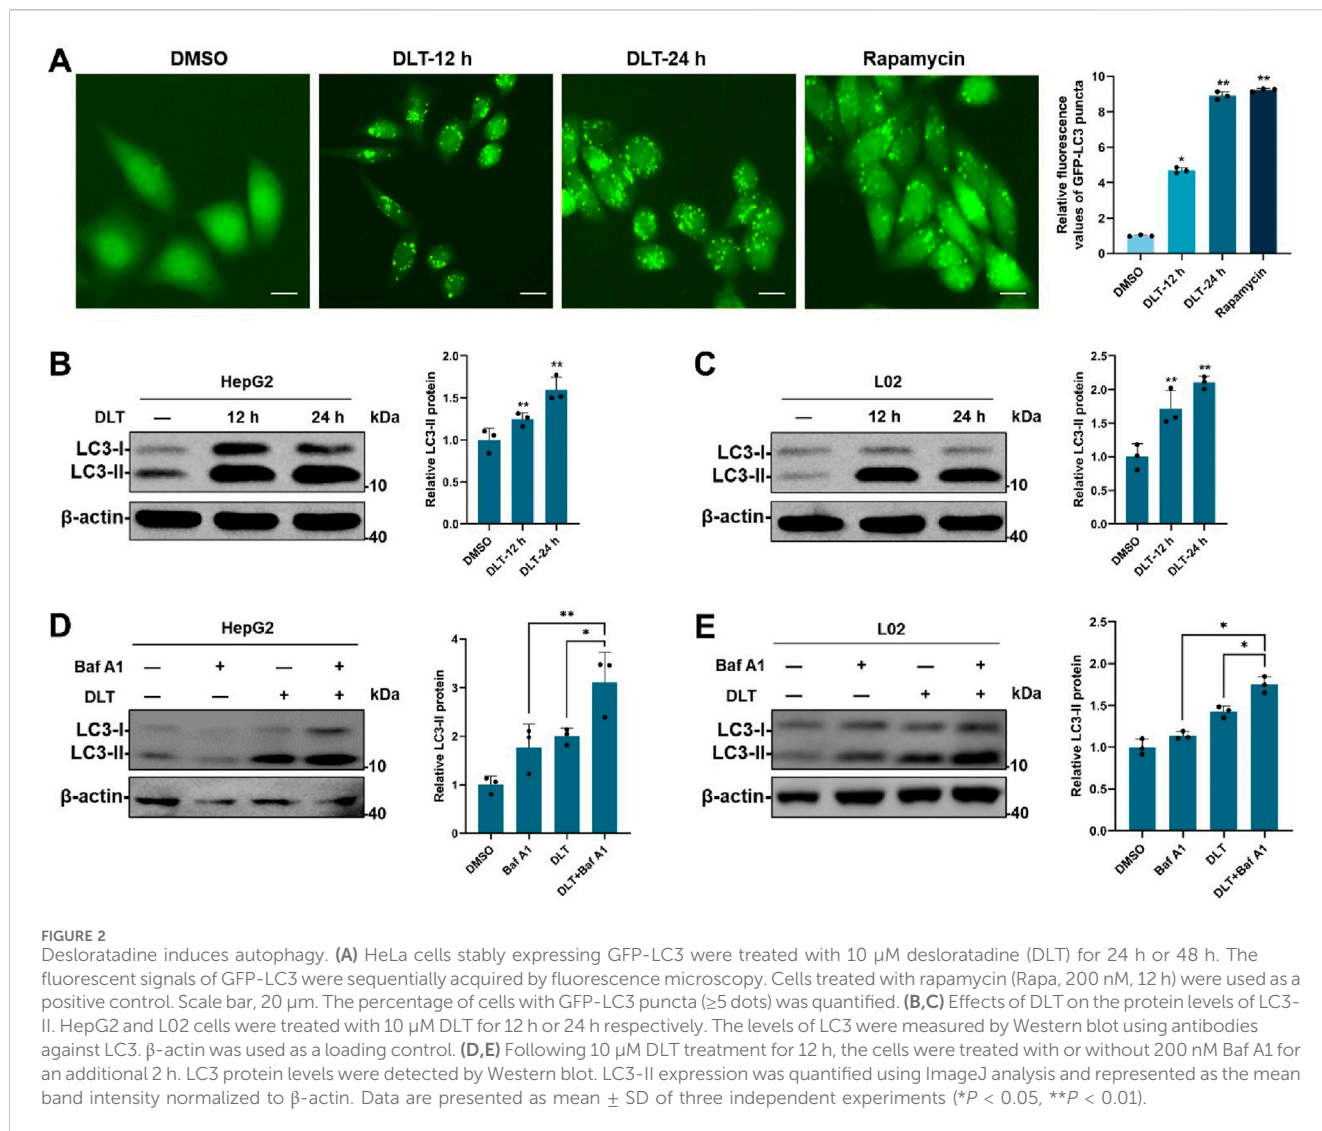 A
DMSO
DLT-12 h
DLT-24 h
Rapamycin
Relative fluorescence
values of GFP-LC3 puncta
10
8
6
4
2
0
*
**
**
DMSO
DLT-12 h
DLT-24 h
Rapamycin
B
HepG2
DLT — 12 h 24 h kDa
LC3-I-
LC3-II-
-10
β-actin-
-40
Relative LC3-II protein
2.0
1.5
1.0
0.5
0.0
**
**
DMSO
DLT-12 h
DLT-24 h
C
L02
— 12 h 24 h kDa
LC3-I-
LC3-II-
-10
β-actin-
-40
Relative LC3-II protein
2.5
2.0
1.5
1.0
0.5
0.0
**
**
DMSO
DLT-12 h
DLT-24 h
D
HepG2
Baf A1 — + — +
DLT — — + + kDa
LC3-I-
LC3-II-
-10
β-actin-
-40
Relative LC3-II protein
4
3
2
1
0
**
*
DMSO
Baf A1
DLT
DLT+Baf A1
E
L02
Baf A1 — + — +
DLT — — + + kDa
LC3-I-
LC3-II-
-10
β-actin-
-40
Relative LC3-II protein
2.5
2.0
1.5
1.0
0.5
0.0
*
*
DMSO
Baf A1
DLT
DLT+Baf A1
FIGURE 2
Desloratadine induces autophagy. (A) HeLa cells stably expressing GFP-LC3 were treated with 10 µM desloratadine (DLT) for 24 h or 48 h. The
fluorescent signals of GFP-LC3 were sequentially acquired by fluorescence microscopy. Cells treated with rapamycin (Rapa, 200 nM, 12 h) were used as a
positive control. Scale bar, 20 µm. The percentage of cells with GFP-LC3 puncta (≥5 dots) was quantified. (B,C) Effects of DLT on the protein levels of LC3-
II. HepG2 and L02 cells were treated with 10 µM DLT for 12 h or 24 h respectively. The levels of LC3 were measured by Western blot using antibodies
against LC3. β-actin was used as a loading control. (D,E) Following 10 µM DLT treatment for 12 h, the cells were treated with or without 200 nM Baf A1 for
an additional 2 h. LC3 protein levels were detected by Western blot. LC3-II expression was quantified using ImageJ analysis and represented as the mean
band intensity normalized to β-actin. Data are presented as mean ± SD of three independent experiments (*P < 0.05, **P < 0.01).